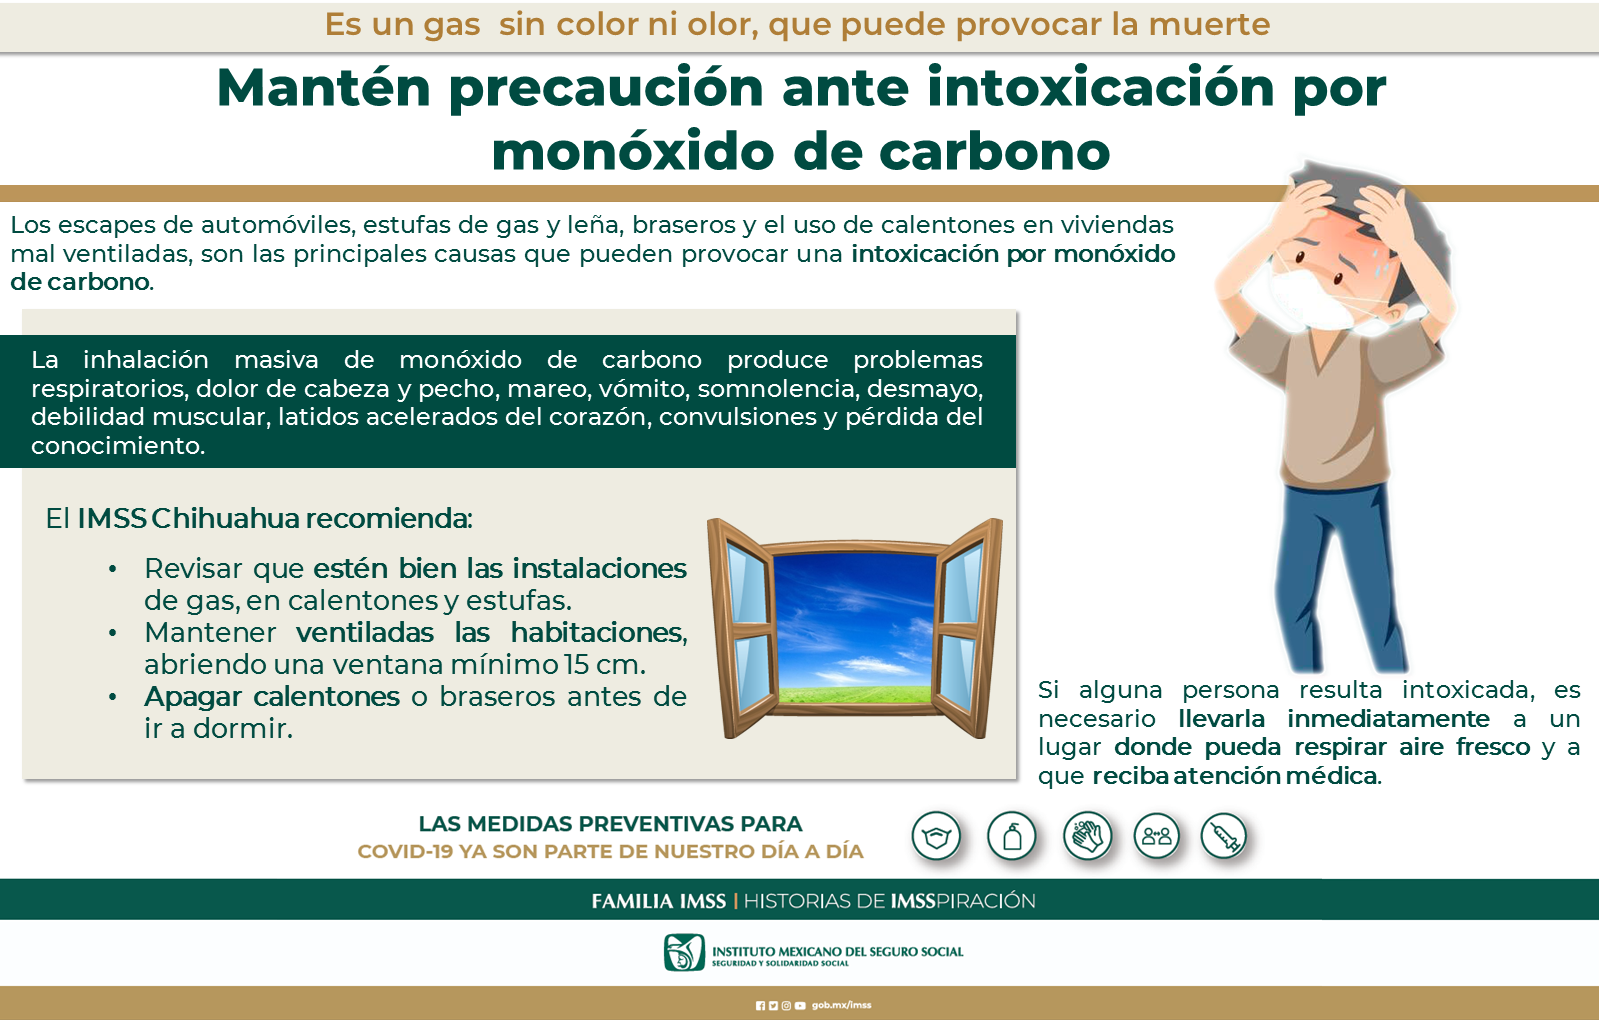 Es un gas sin color ni olor, que puede provocar la muerte
Mantén precaución ante intoxicación por
monóxido de carbono
Los escapes de automóviles, estufas de gas y leña, braseros y el uso de calentones en viviendas
mal ventiladas, son las principales causas que pueden provocar una intoxicación por monóxido
de carbono.
La inhalación masiva de monóxido de carbono produce problemas
respiratorios, dolor de cabeza y pecho, mareo, vómito, somnolencia, desmayo,
debilidad muscular, latidos acelerados del corazón, convulsiones y pérdida del
conocimiento.
El IMSS Chihuahua recomienda:
• Revisar que estén bien las instalaciones
de gas, en calentones y estufas.
• Mantener ventiladas las habitaciones,
abriendo una ventana mínimo 15 cm.
• Apagar calentones o braseros antes de
ir a dormir.
Si alguna persona resulta intoxicada, es
necesario llevarla inmediatamente a un
lugar donde pueda respirar aire fresco y a
que reciba atención médica.
LAS MEDIDAS PREVENTIVAS PARA
COVID-19 YA SON PARTE DE NUESTRO DÍA A DÍA
FAMILIA IMSS | HISTORIAS DE IMSSPIRACIÓN
INSTITUTO MEXICANO DEL SEGURO SOCIAL
SEGURIDAD Y SOLIDARIDAD SOCIAL
gob.mx/imss